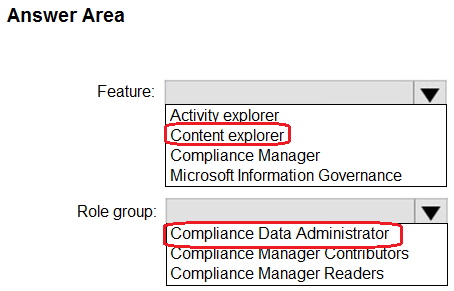 Answer Area
Feature:
Activity explorer
Content explorer
Compliance Manager
Microsoft Information Governance
Role group:
Compliance Data Administrator
Compliance Manager Contributors
Compliance Manager Readers